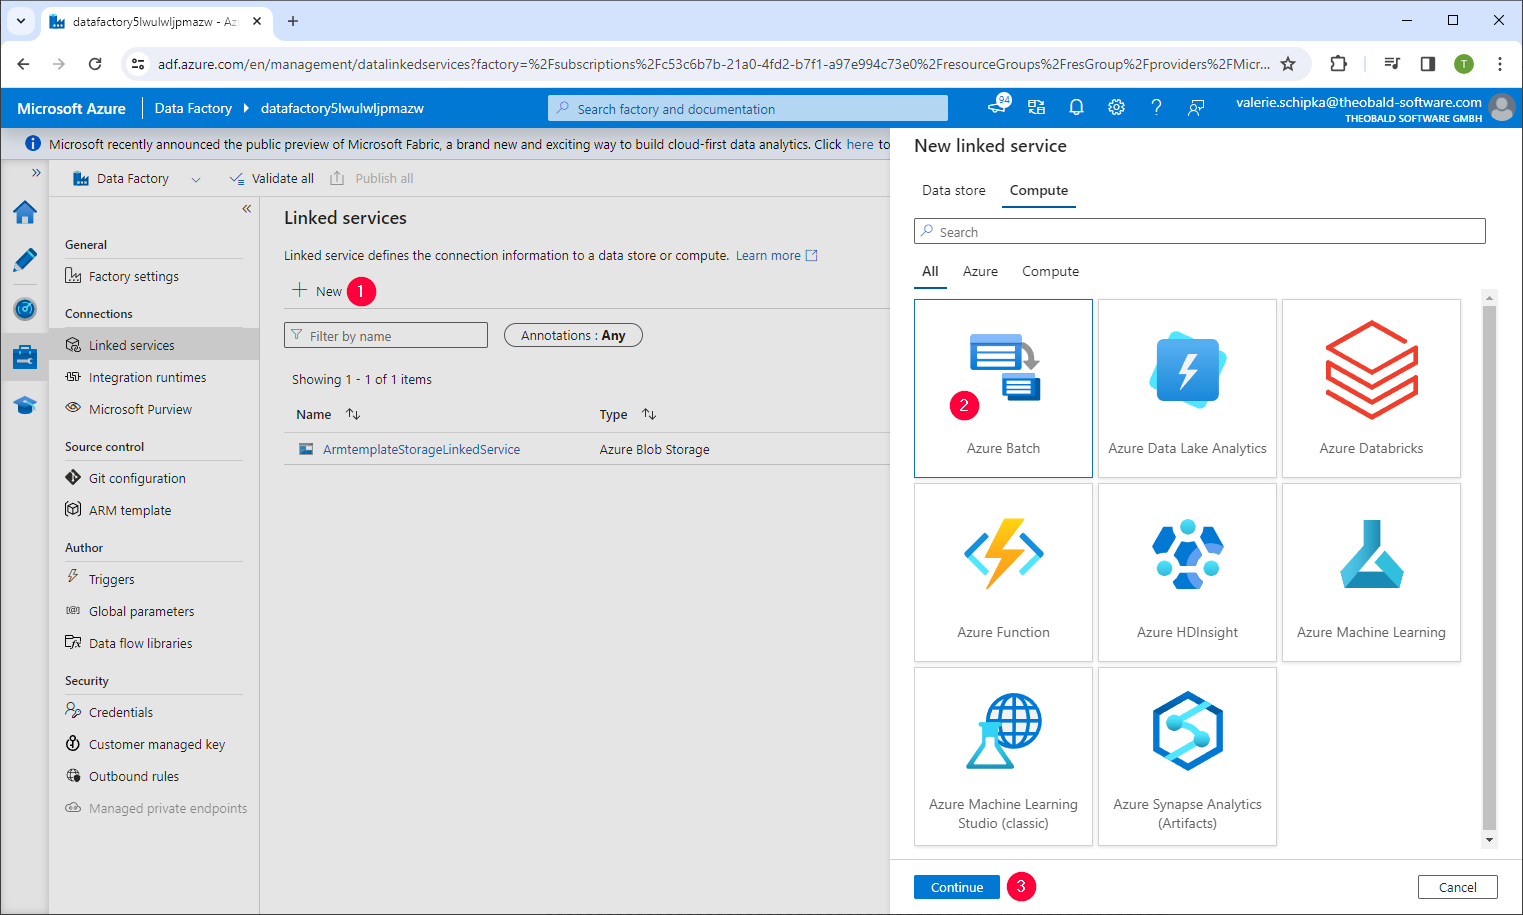 datafactory5lwulwljpmazw - Az
adf.azure.com/en/management/datalinkedservices?factory=%2Fsubscriptions%2Fc53c6b7b-21a0-4fd2-b7f1-a97e994c73e0%2FresourceGroups%2FresGroup%2Fproviders%2FMicr...
T
Microsoft Azure
Data Factory
datafactory5lwulwljpmazw
Search factory and documentation
94
valerie.schipka@theobald-software.com
THEOBALD SOFTWARE GMBH
Microsoft recently announced the public preview of Microsoft Fabric, a brand new and exciting way to build cloud-first data analytics. Click here to
Data Factory
Validate all
Publish all
General
Factory settings
Connections
Linked services
Integration runtimes
Microsoft Purview
Source control
Git configuration
ARM template
Author
Triggers
Global parameters
Data flow libraries
Security
Credentials
Customer managed key
Outbound rules
Managed private endpoints
Linked services
Linked service defines the connection information to a data store or compute. Learn more
New
1
Filter by name
Annotations : Any
Showing 1 - 1 of 1 items
Name
Type
ArmtemplateStorageLinkedService
Azure Blob Storage
New linked service
Data store
Compute
Search
All
Azure
Compute
2
Azure Batch
Azure Data Lake Analytics
Azure Databricks
Azure Function
Azure HDInsight
Azure Machine Learning
Azure Machine Learning
Studio (classic)
Azure Synapse Analytics
(Artifacts)
Continue
3
Cancel